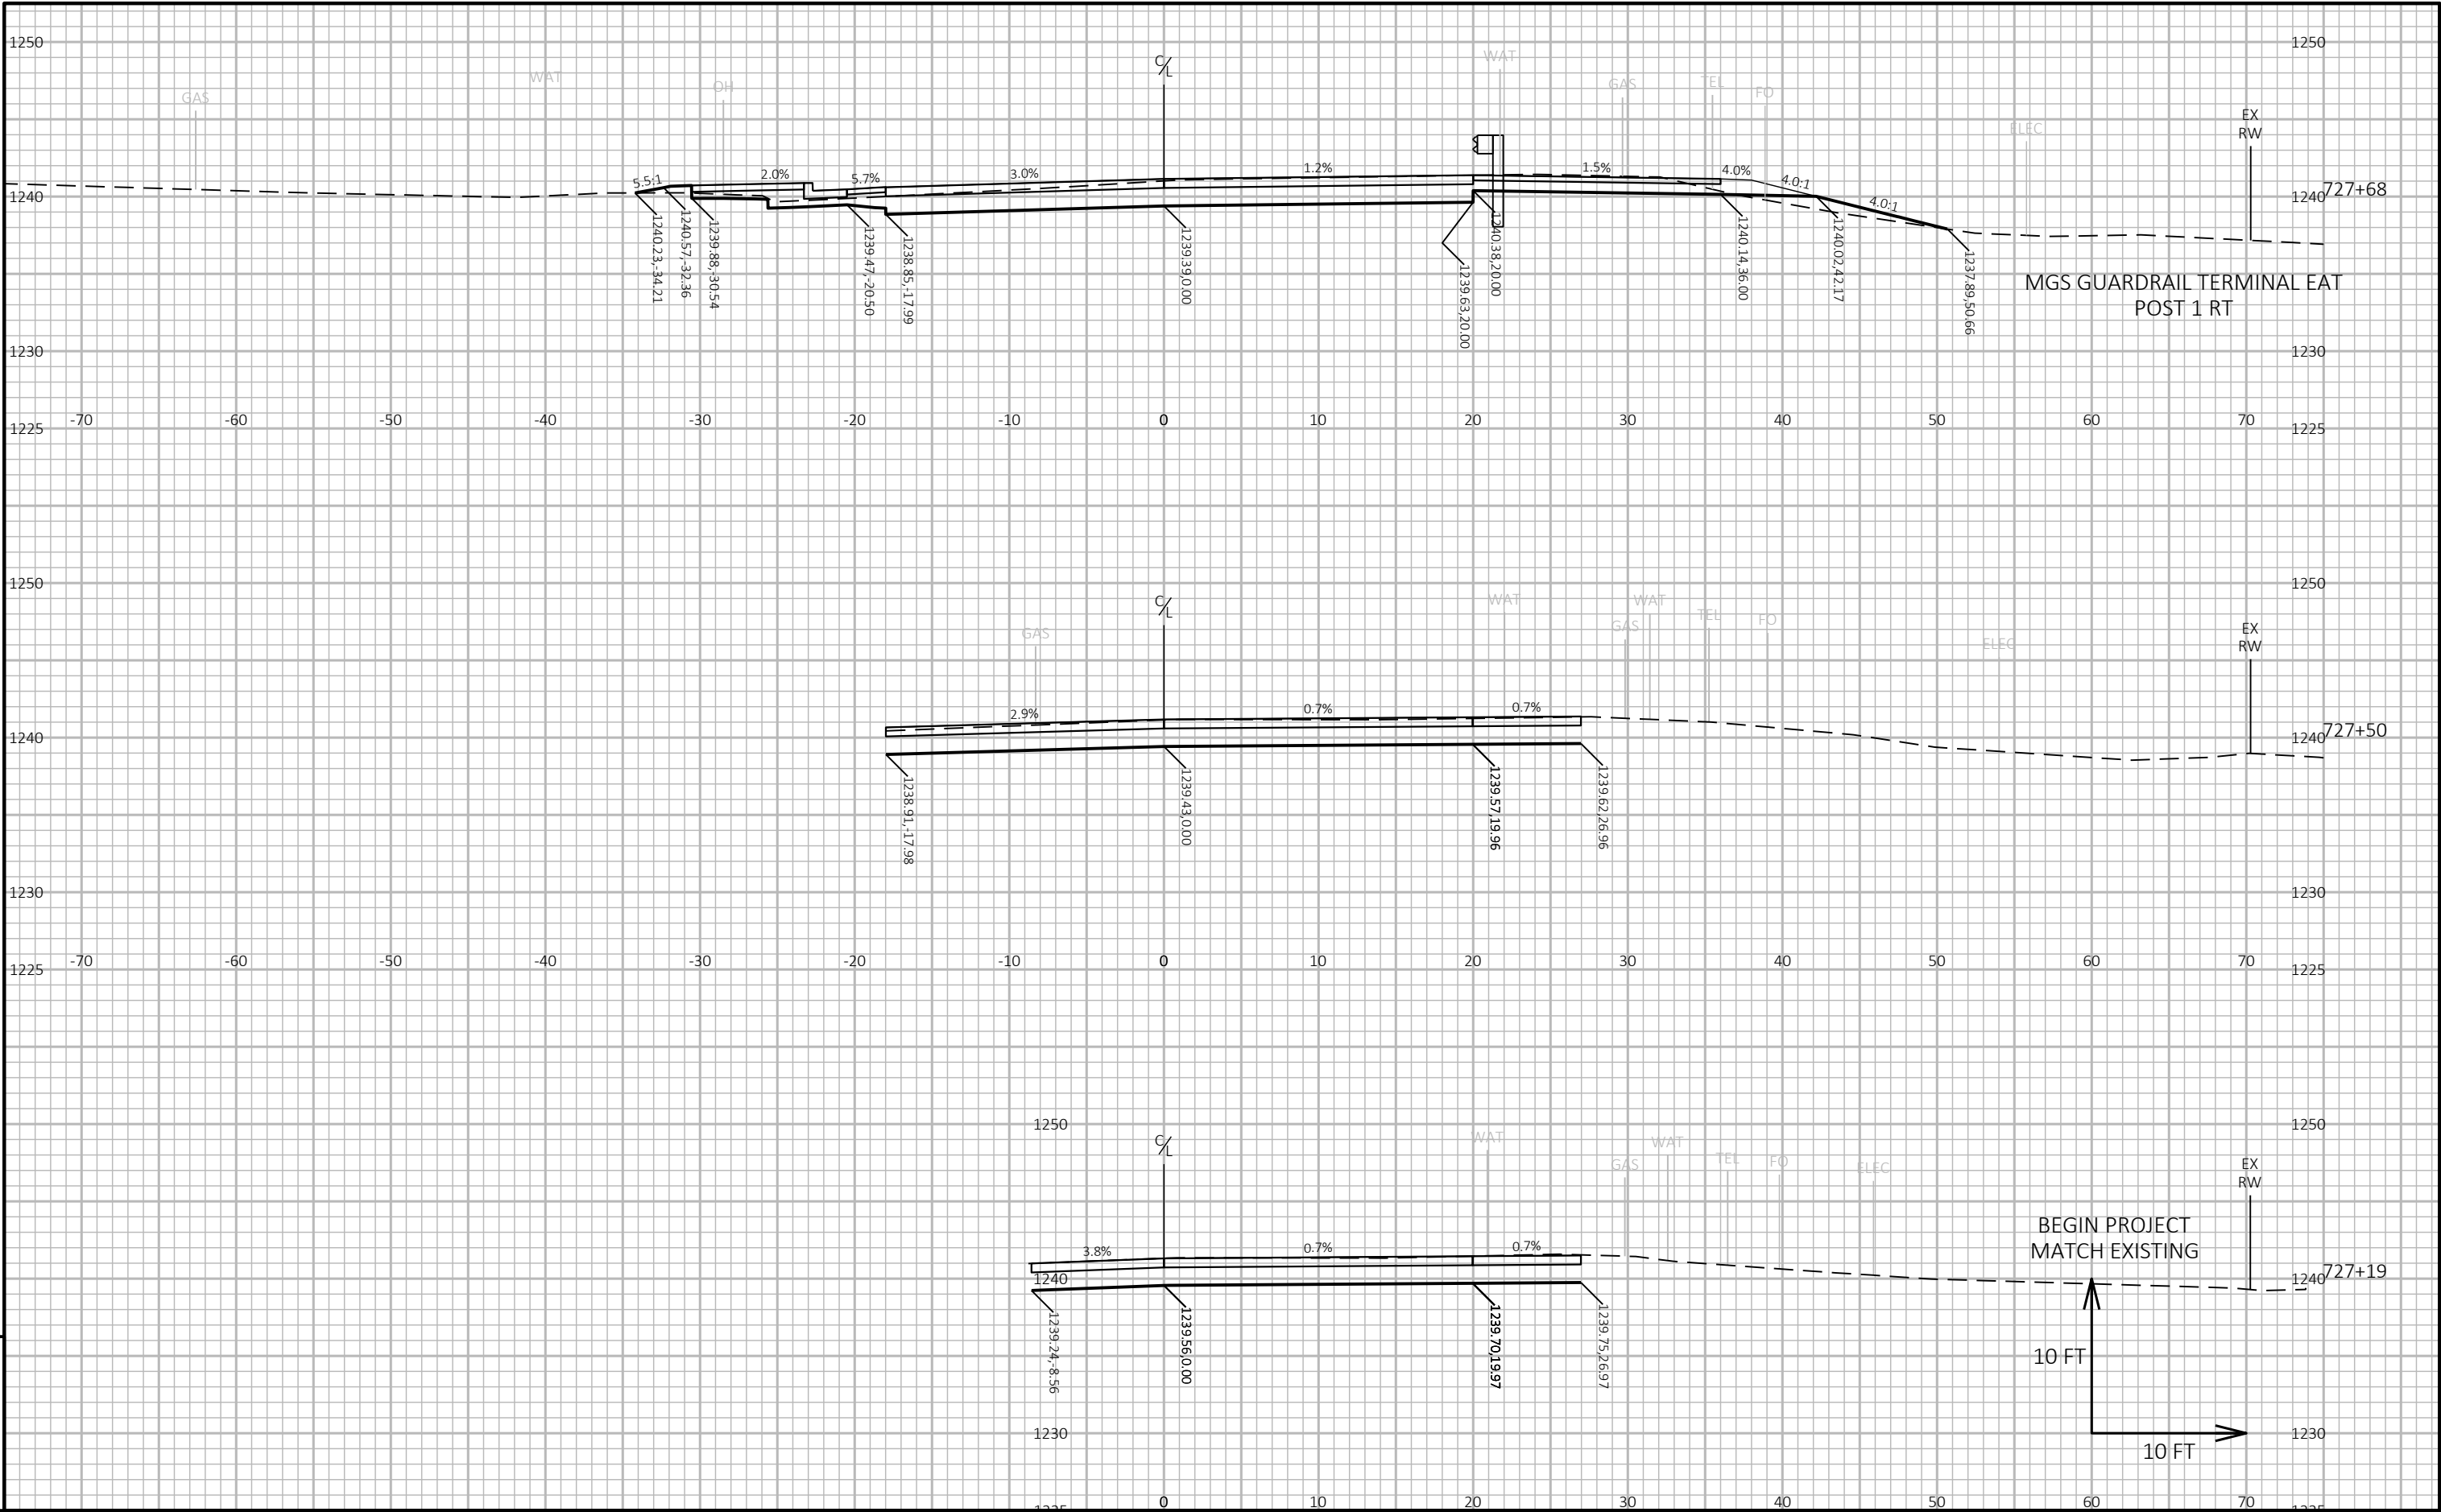 1250
C/L
1250
WAT
GAS
WAT
OH
GAS
TEL
FO
ELEC
EX
RW
5.5:1
2.0%
5.7%
3.0%
1.2%
1.5%
4.0%
4.0:1
4.0:1
1240
1240
727+68
1240.23,-34.21
1240.57,-32.36
1239.88,-30.54
1239.47,-20.50
1238.85,-17.99
1239.39,0.00
1239.63,20.00
1240.38,20.00
1240.14,36.00
1240.02,42.17
1237.89,50.66
MGS GUARDRAIL TERMINAL EAT
POST 1 RT
1230
1230
-70 -60 -50 -40 -30 -20 -10 0 10 20 30 40 50 60 70
1225
1225
1250
1250
C/L
GAS
WAT
GAS
WAT
TEL
FO
ELEC
EX
RW
2.9%
0.7%
0.7%
1240
1240
727+50
1238.91,-17.98
1239.43,0.00
1239.57,19.96
1239.62,26.96
1230
1230
-70 -60 -50 -40 -30 -20 -10 0 10 20 30 40 50 60 70
1225
1225
1250
1250
C/L
WAT
GAS
WAT
TEL
FO
ELEC
EX
RW
3.8%
0.7%
0.7%
BEGIN PROJECT
MATCH EXISTING
1240
1240
727+19
1239.24,-8.56
1239.56,0.00
1239.70,19.97
1239.75,26.97
10 FT
1230
1230
10 FT
0 10 20 30 40 50 60 70